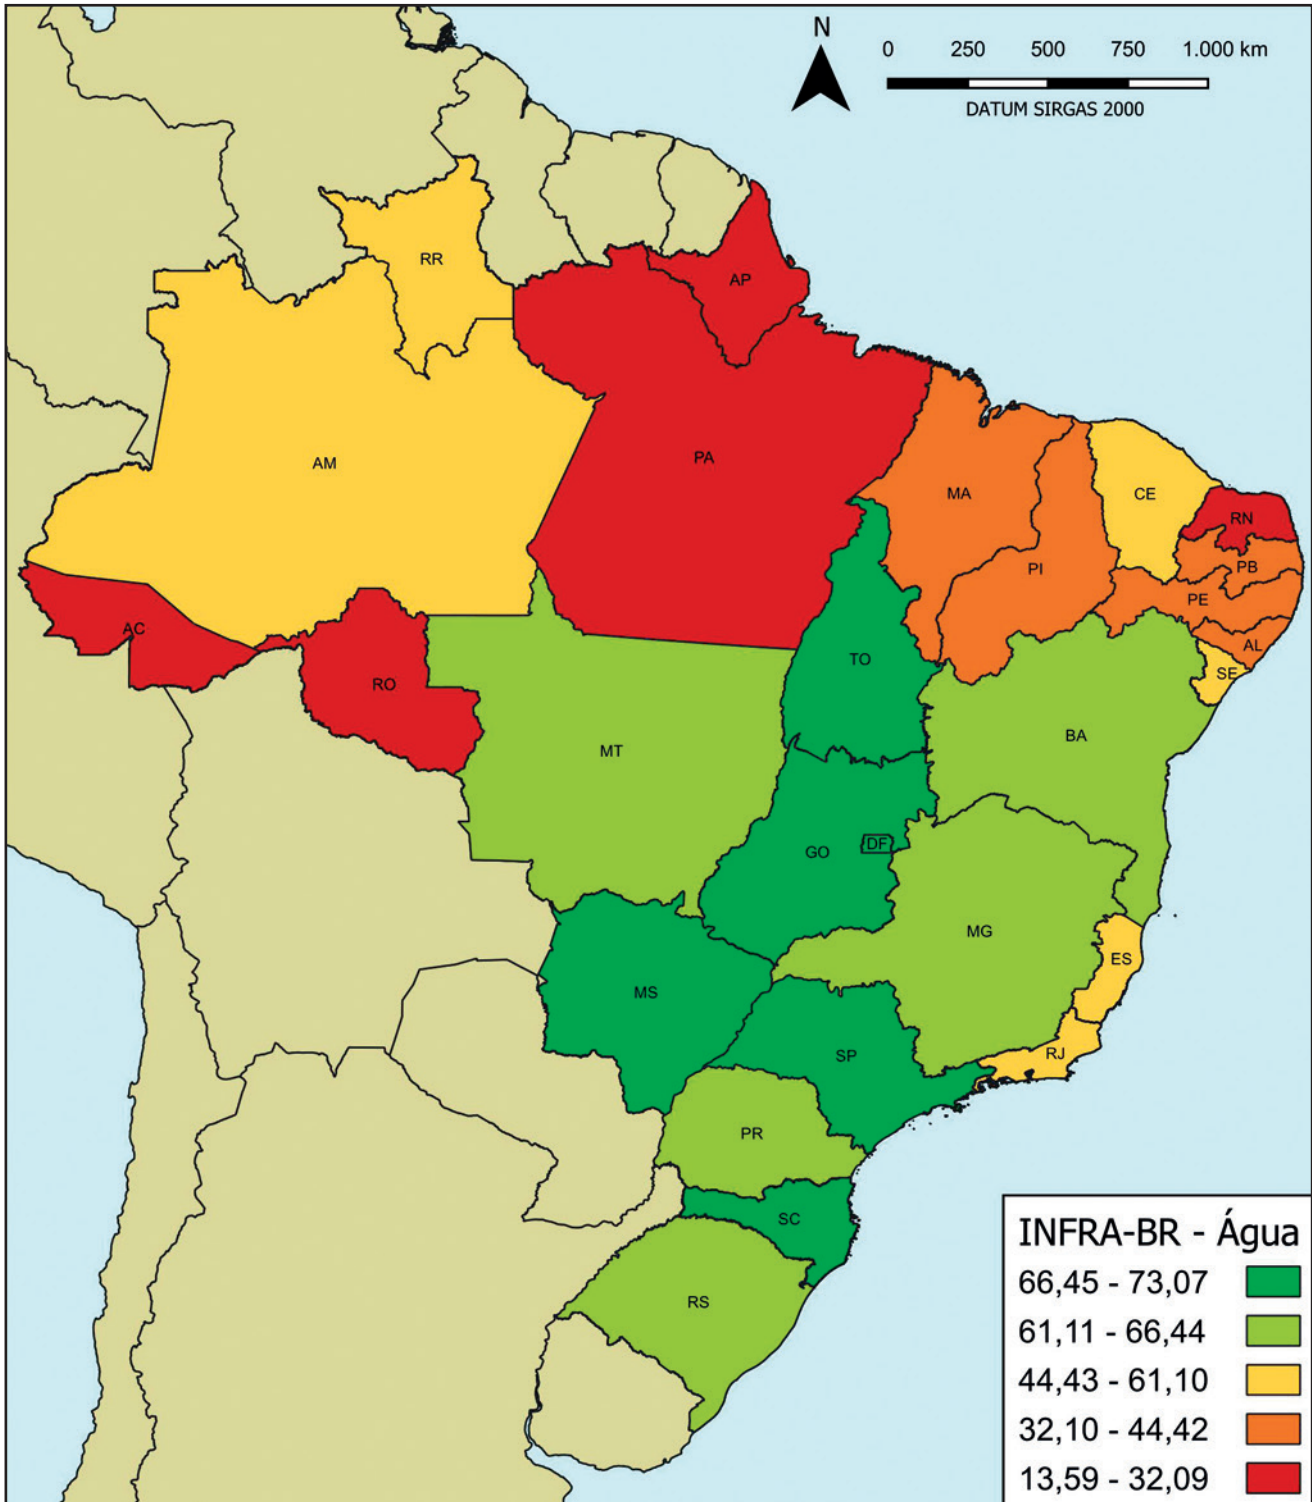 N
0 250 500 750 1.000 km
DATUM SIRGAS 2000
RR
AP
AM
PA
MA
CE
RN
PI
PB
PE
AC
AL
TO
SE
RO
BA
MT
GO
DF
MG
ES
MS
RJ
SP
PR
SC
RS
INFRA-BR - Água
66,45 - 73,07
61,11 - 66,44
44,43 - 61,10
32,10 - 44,42
13,59 - 32,09